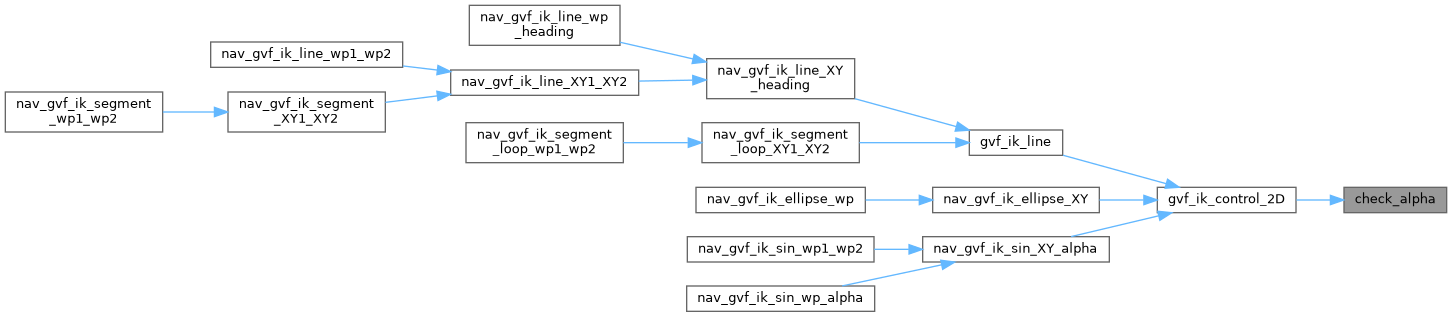 nav_gvf_ik_line_wp
_heading
nav_gvf_ik_line_wp1_wp2
nav_gvf_ik_line_XY
_heading
nav_gvf_ik_line_XY1_XY2
nav_gvf_ik_segment
_wp1_wp2
nav_gvf_ik_segment
_XY1_XY2
nav_gvf_ik_segment
_loop_wp1_wp2
nav_gvf_ik_segment
_loop_XY1_XY2
gvf_ik_line
nav_gvf_ik_ellipse_wp
nav_gvf_ik_ellipse_XY
gvf_ik_control_2D
check_alpha
nav_gvf_ik_sin_wp1_wp2
nav_gvf_ik_sin_XY_alpha
nav_gvf_ik_sin_wp_alpha